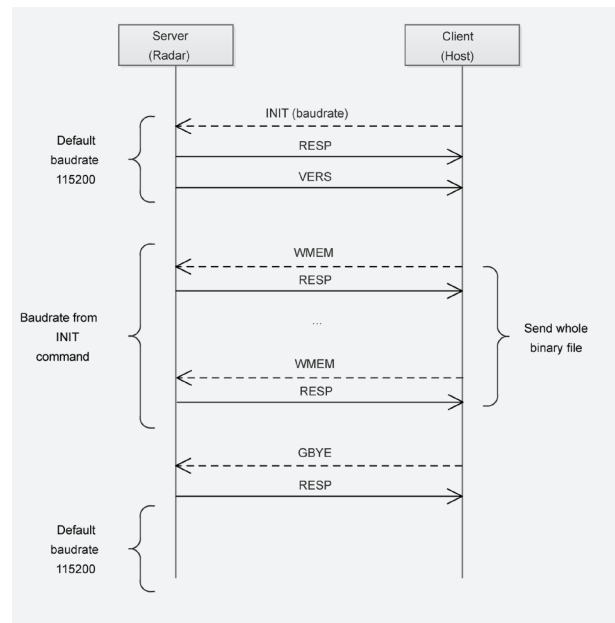 Server
(Radar)
Client
(Host)
INIT (baudrate)
RESP
VERS
Default
baudrate
115200
WMEM
RESP
...
WMEM
RESP
Baudrate from
INIT
command
Send whole
binary file
GBYE
RESP
Default
baudrate
115200